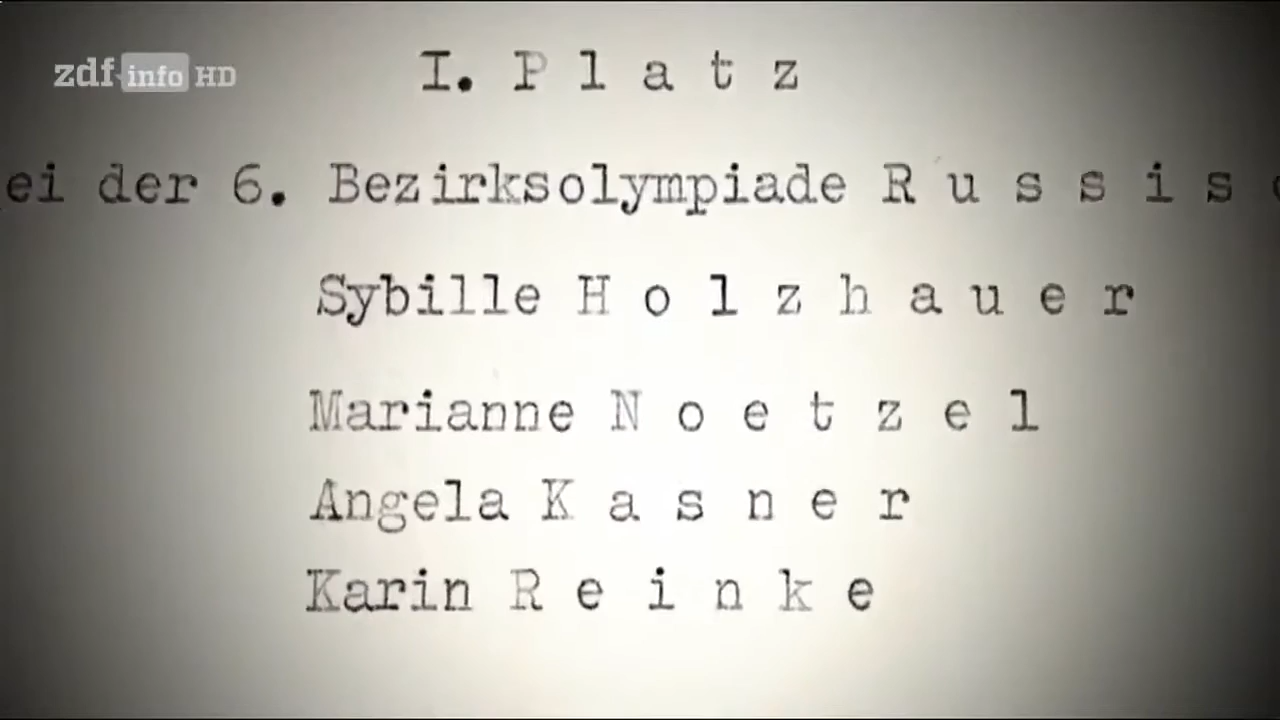 zdf info HD
I. P l a t z
ei der 6. Bezirksolympiade R u s s i s
Sybille H o l z h a u e r
Marianne N o e t z e l
Angela K a s n e r
Karin R e i n k e